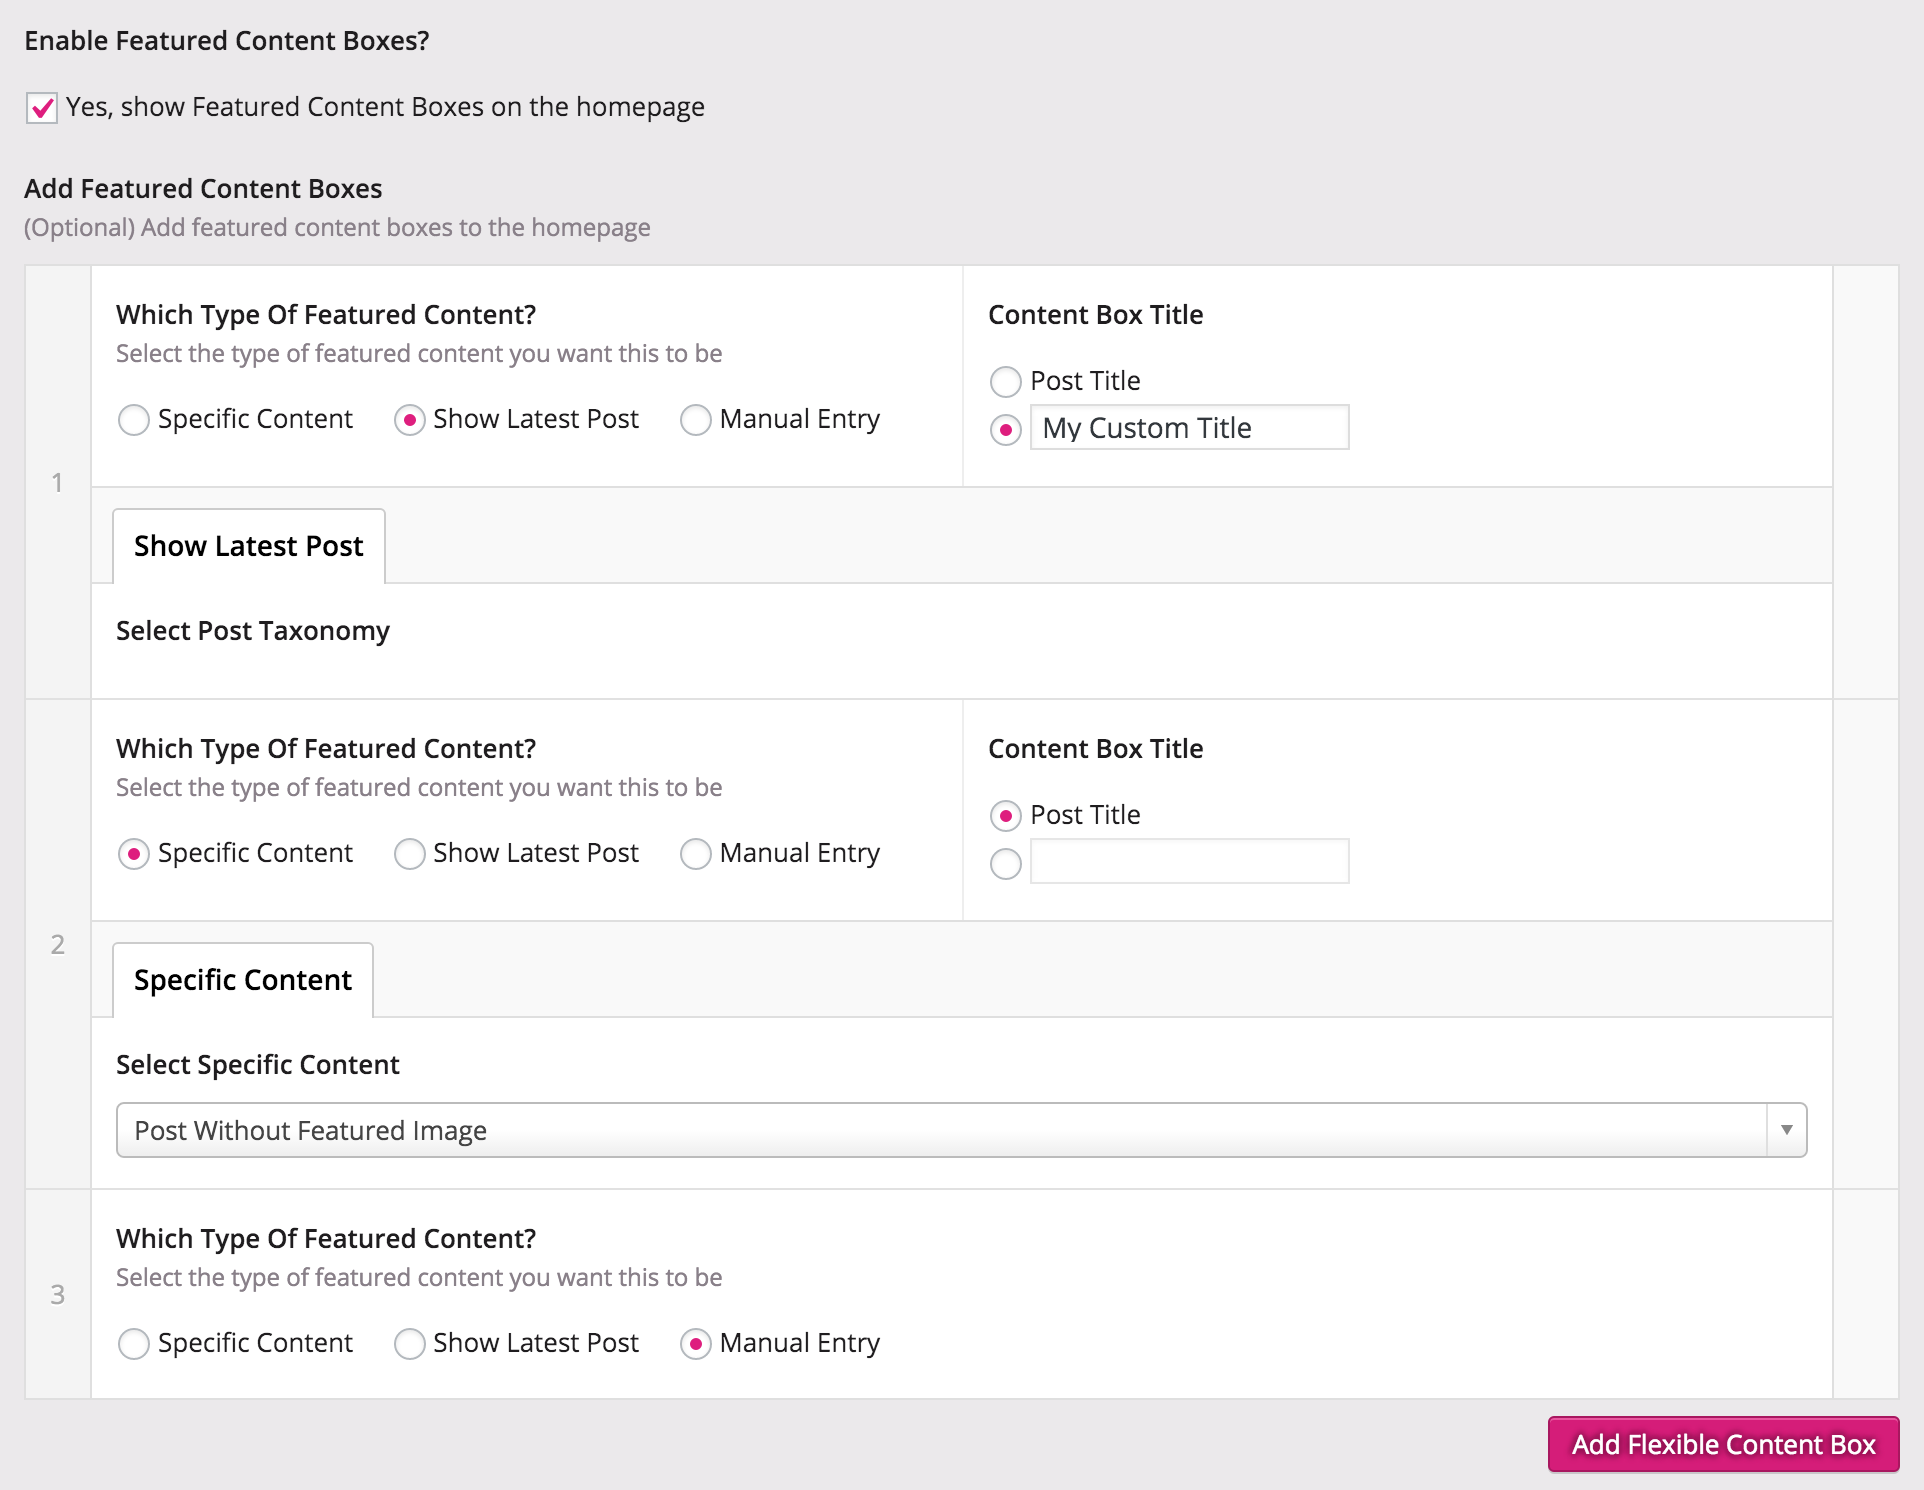 Enable Featured Content Boxes?
Yes, show Featured Content Boxes on the homepage
Add Featured Content Boxes
(Optional) Add featured content boxes to the homepage
1
Which Type Of Featured Content?
Select the type of featured content you want this to be
Specific Content Show Latest Post Manual Entry
Content Box Title
Post Title
My Custom Title
Show Latest Post
Select Post Taxonomy
2
Which Type Of Featured Content?
Select the type of featured content you want this to be
Specific Content Show Latest Post Manual Entry
Content Box Title
Post Title
Specific Content
Select Specific Content
Post Without Featured Image
3
Which Type Of Featured Content?
Select the type of featured content you want this to be
Specific Content Show Latest Post Manual Entry
Add Flexible Content Box